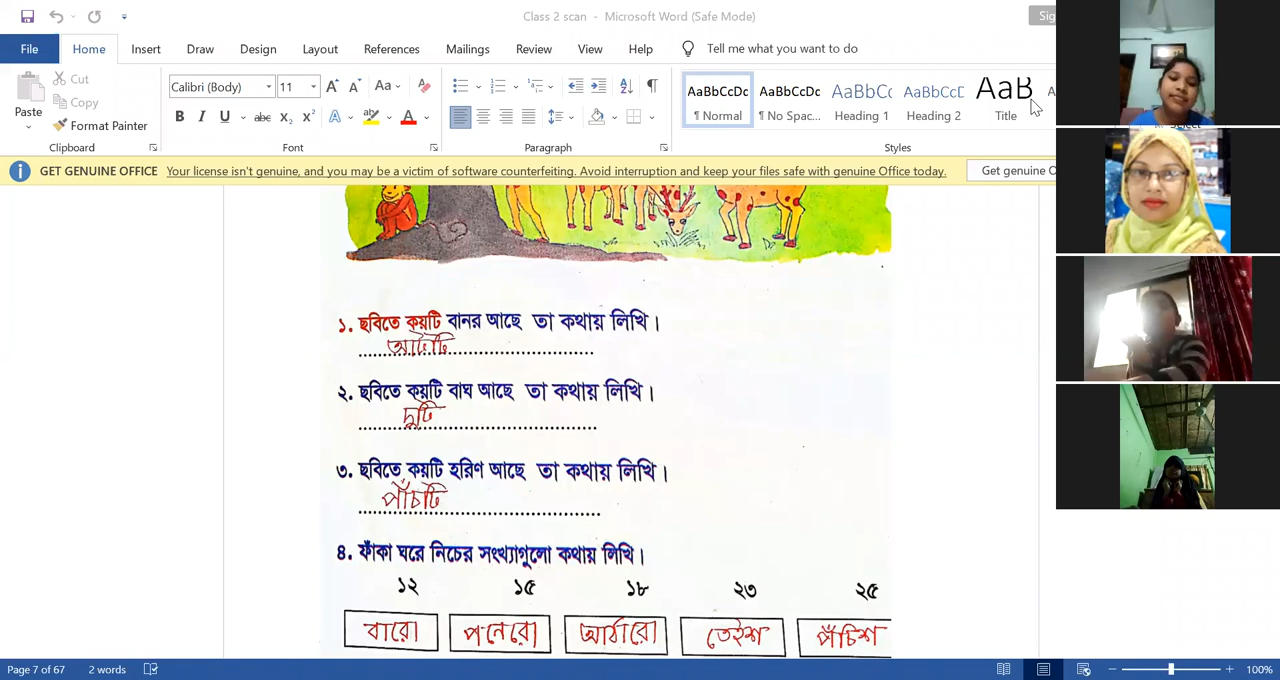 Class 2 scan - Microsoft Word (Safe Mode)
File Home Insert Draw Design Layout References Mailings Review View Help Tell me what you want to do
Cut
Copy
Paste
Format Painter
Clipboard
Calibri (Body) 11
Font
Paragraph
AaBbCcDc AaBbCcDc AaBbCc AaBbCcD AaB
¶ Normal ¶ No Spac... Heading 1 Heading 2 Title
Styles
GET GENUINE OFFICE Your license isn't genuine, and you may be a victim of software counterfeiting. Avoid interruption and keep your files safe with genuine Office today. Get genuine O
১. ছবিতে কয়টি বানর আছে তা কথায় লিখি।
আটটি
২. ছবিতে কয়টি বাঘ আছে তা কথায় লিখি।
দুটি
৩. ছবিতে কয়টি হরিণ আছে তা কথায় লিখি।
পাঁচটি
৪. ফাঁকা ঘরে নিচের সংখ্যাগুলো কথায় লিখি।
১২ ১৫ ১৮ ২৩ ২৫
বারো পনেরো আঠারো তেইশ পঁচিশ
Page 7 of 67 2 words 100%